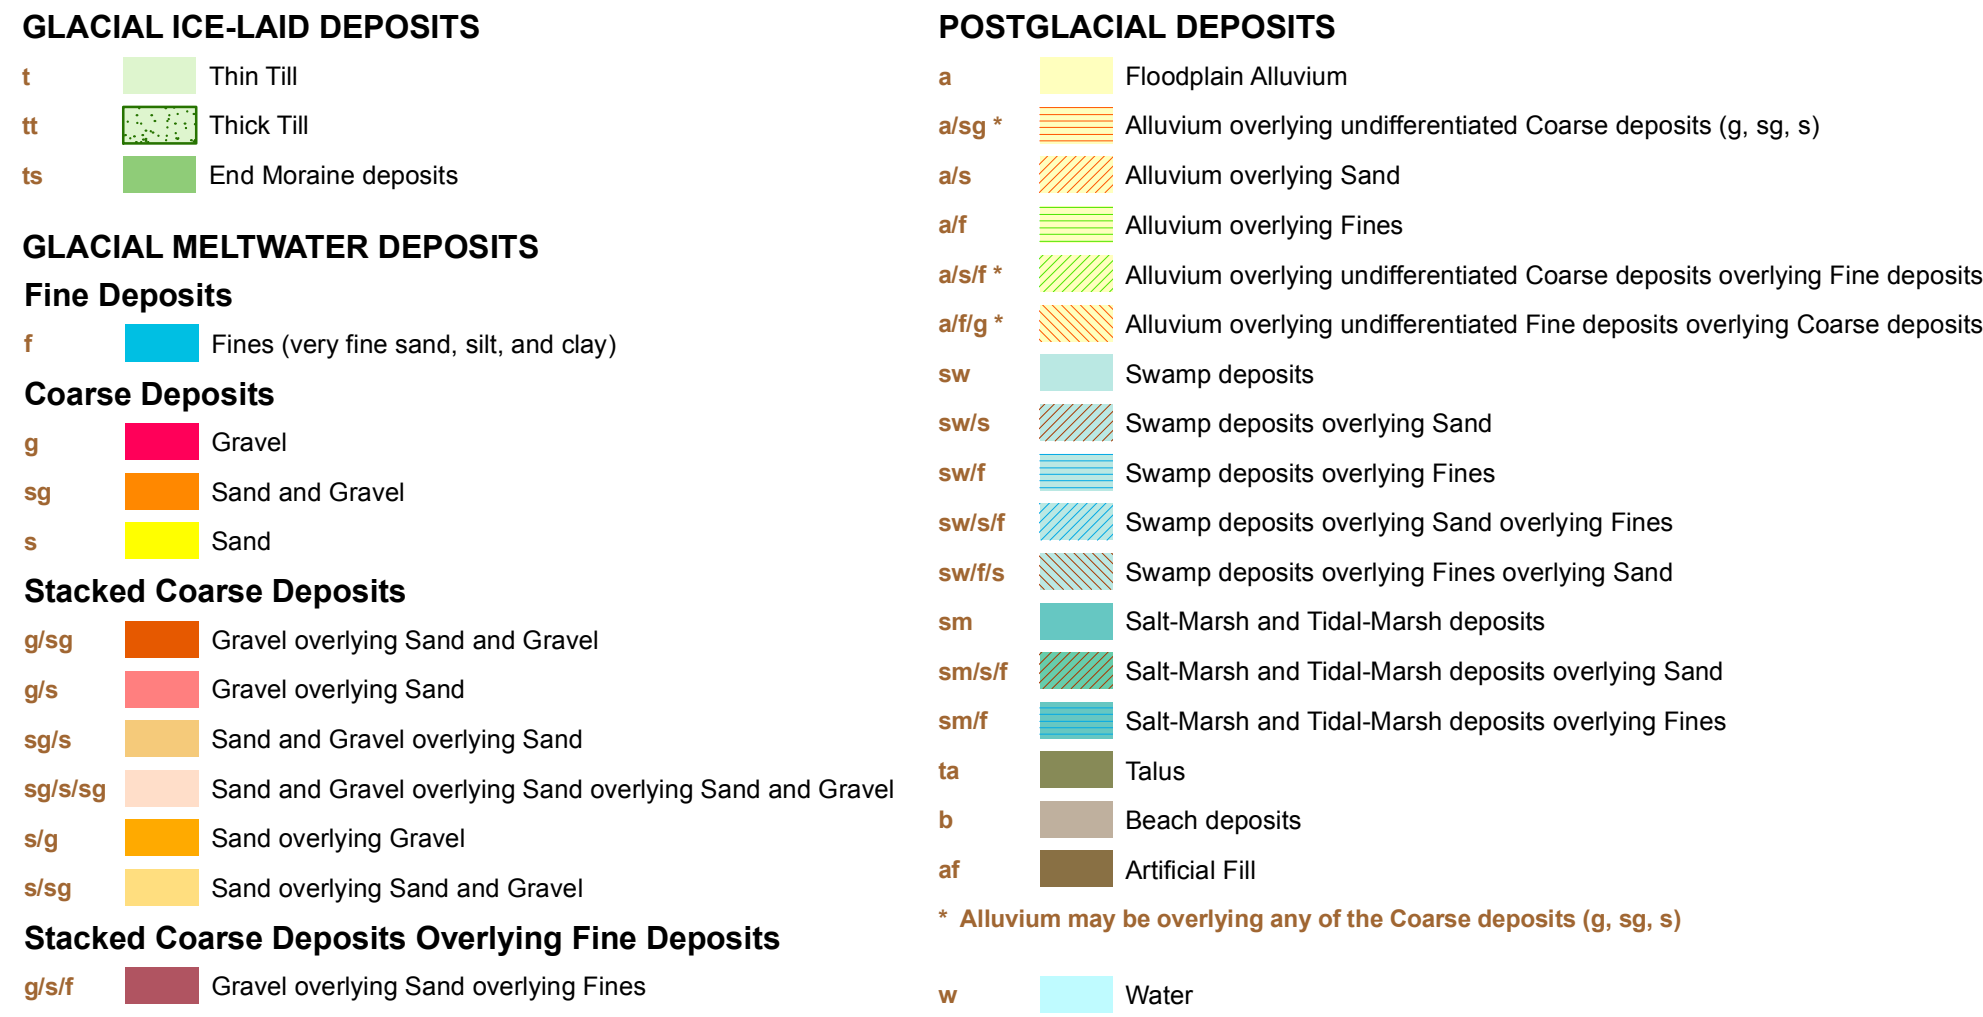 GLACIAL ICE-LAID DEPOSITS
t Thin Till
tt Thick Till
ts End Moraine deposits
GLACIAL MELTWATER DEPOSITS
Fine Deposits
f Fines (very fine sand, silt, and clay)
Coarse Deposits
g Gravel
sg Sand and Gravel
s Sand
Stacked Coarse Deposits
g/sg Gravel overlying Sand and Gravel
g/s Gravel overlying Sand
sg/s Sand and Gravel overlying Sand
sg/s/sg Sand and Gravel overlying Sand overlying Sand and Gravel
s/g Sand overlying Gravel
s/sg Sand overlying Sand and Gravel
Stacked Coarse Deposits Overlying Fine Deposits
g/s/f Gravel overlying Sand overlying Fines
POSTGLACIAL DEPOSITS
a Floodplain Alluvium
a/sg * Alluvium overlying undifferentiated Coarse deposits (g, sg, s)
a/s Alluvium overlying Sand
a/f Alluvium overlying Fines
a/s/f * Alluvium overlying undifferentiated Coarse deposits overlying Fine deposits
a/f/g * Alluvium overlying undifferentiated Fine deposits overlying Coarse deposits
sw Swamp deposits
sw/s Swamp deposits overlying Sand
sw/f Swamp deposits overlying Fines
sw/s/f Swamp deposits overlying Sand overlying Fines
sw/f/s Swamp deposits overlying Fines overlying Sand
sm Salt-Marsh and Tidal-Marsh deposits
sm/s/f Salt-Marsh and Tidal-Marsh deposits overlying Sand
sm/f Salt-Marsh and Tidal-Marsh deposits overlying Fines
ta Talus
b Beach deposits
af Artificial Fill
* Alluvium may be overlying any of the Coarse deposits (g, sg, s)
w Water